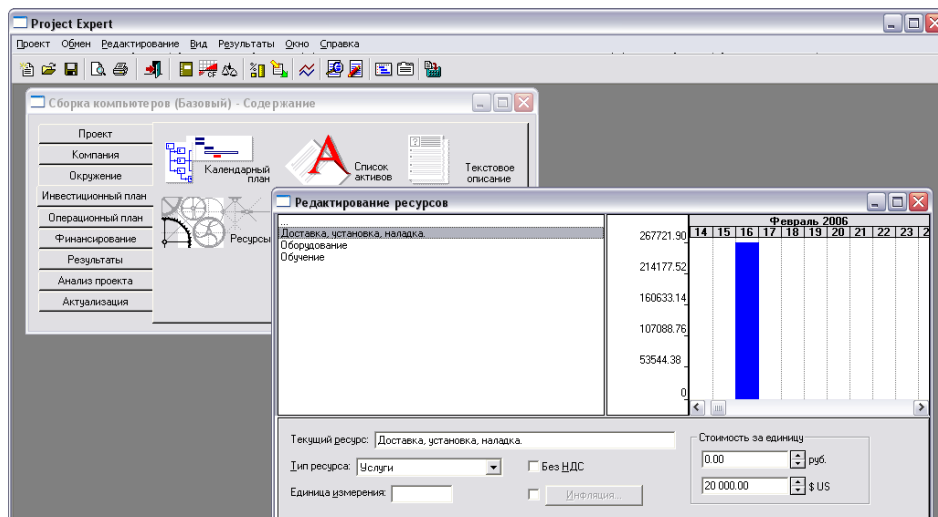 Project Expert
Проект Обмен Редактирование Вид Результаты Окно Справка
Сборка компьютеров (Базовый) - Содержание
Проект
Компания
Окружение
Инвестиционный план
Операционный план
Финансирование
Результаты
Анализ проекта
Актуализация
Календарный план
Список активов
Текстовое описание
Ресурсы
Редактирование ресурсов
...
Доставка, установка, наладка.
Оборудование
Обучение
Февраль 2006
14 15 16 17 18 19 20 21 22 23 2
267721.90
214177.52
160633.14
107088.76
53544.38
0
Текущий ресурс: Доставка, установка, наладка.
Тип ресурса: Услуги
Без НДС
Единица измерения:
Инфляция...
Стоимость за единицу
0.00 руб.
20 000.00 $ US